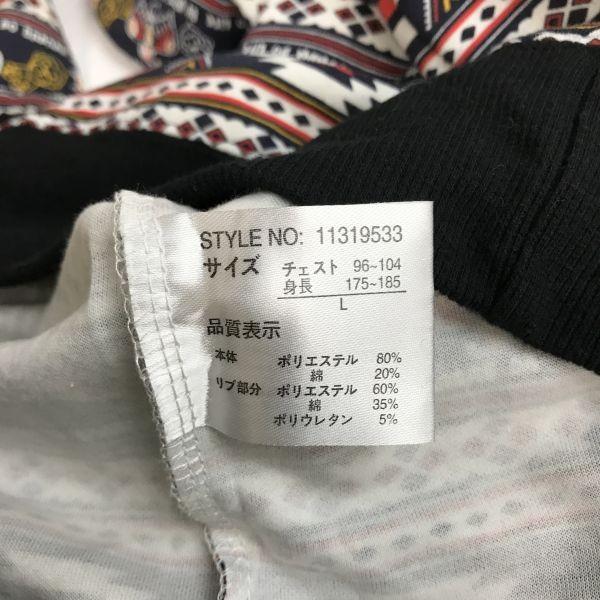 STYLE NO: 11319533
サイズ チェスト 96~104
身長 175~185
L
品質表示
本体 ポリエステル 80%
綿 20%
リブ部分 ポリエステル 60%
綿 35%
ポリウレタン 5%